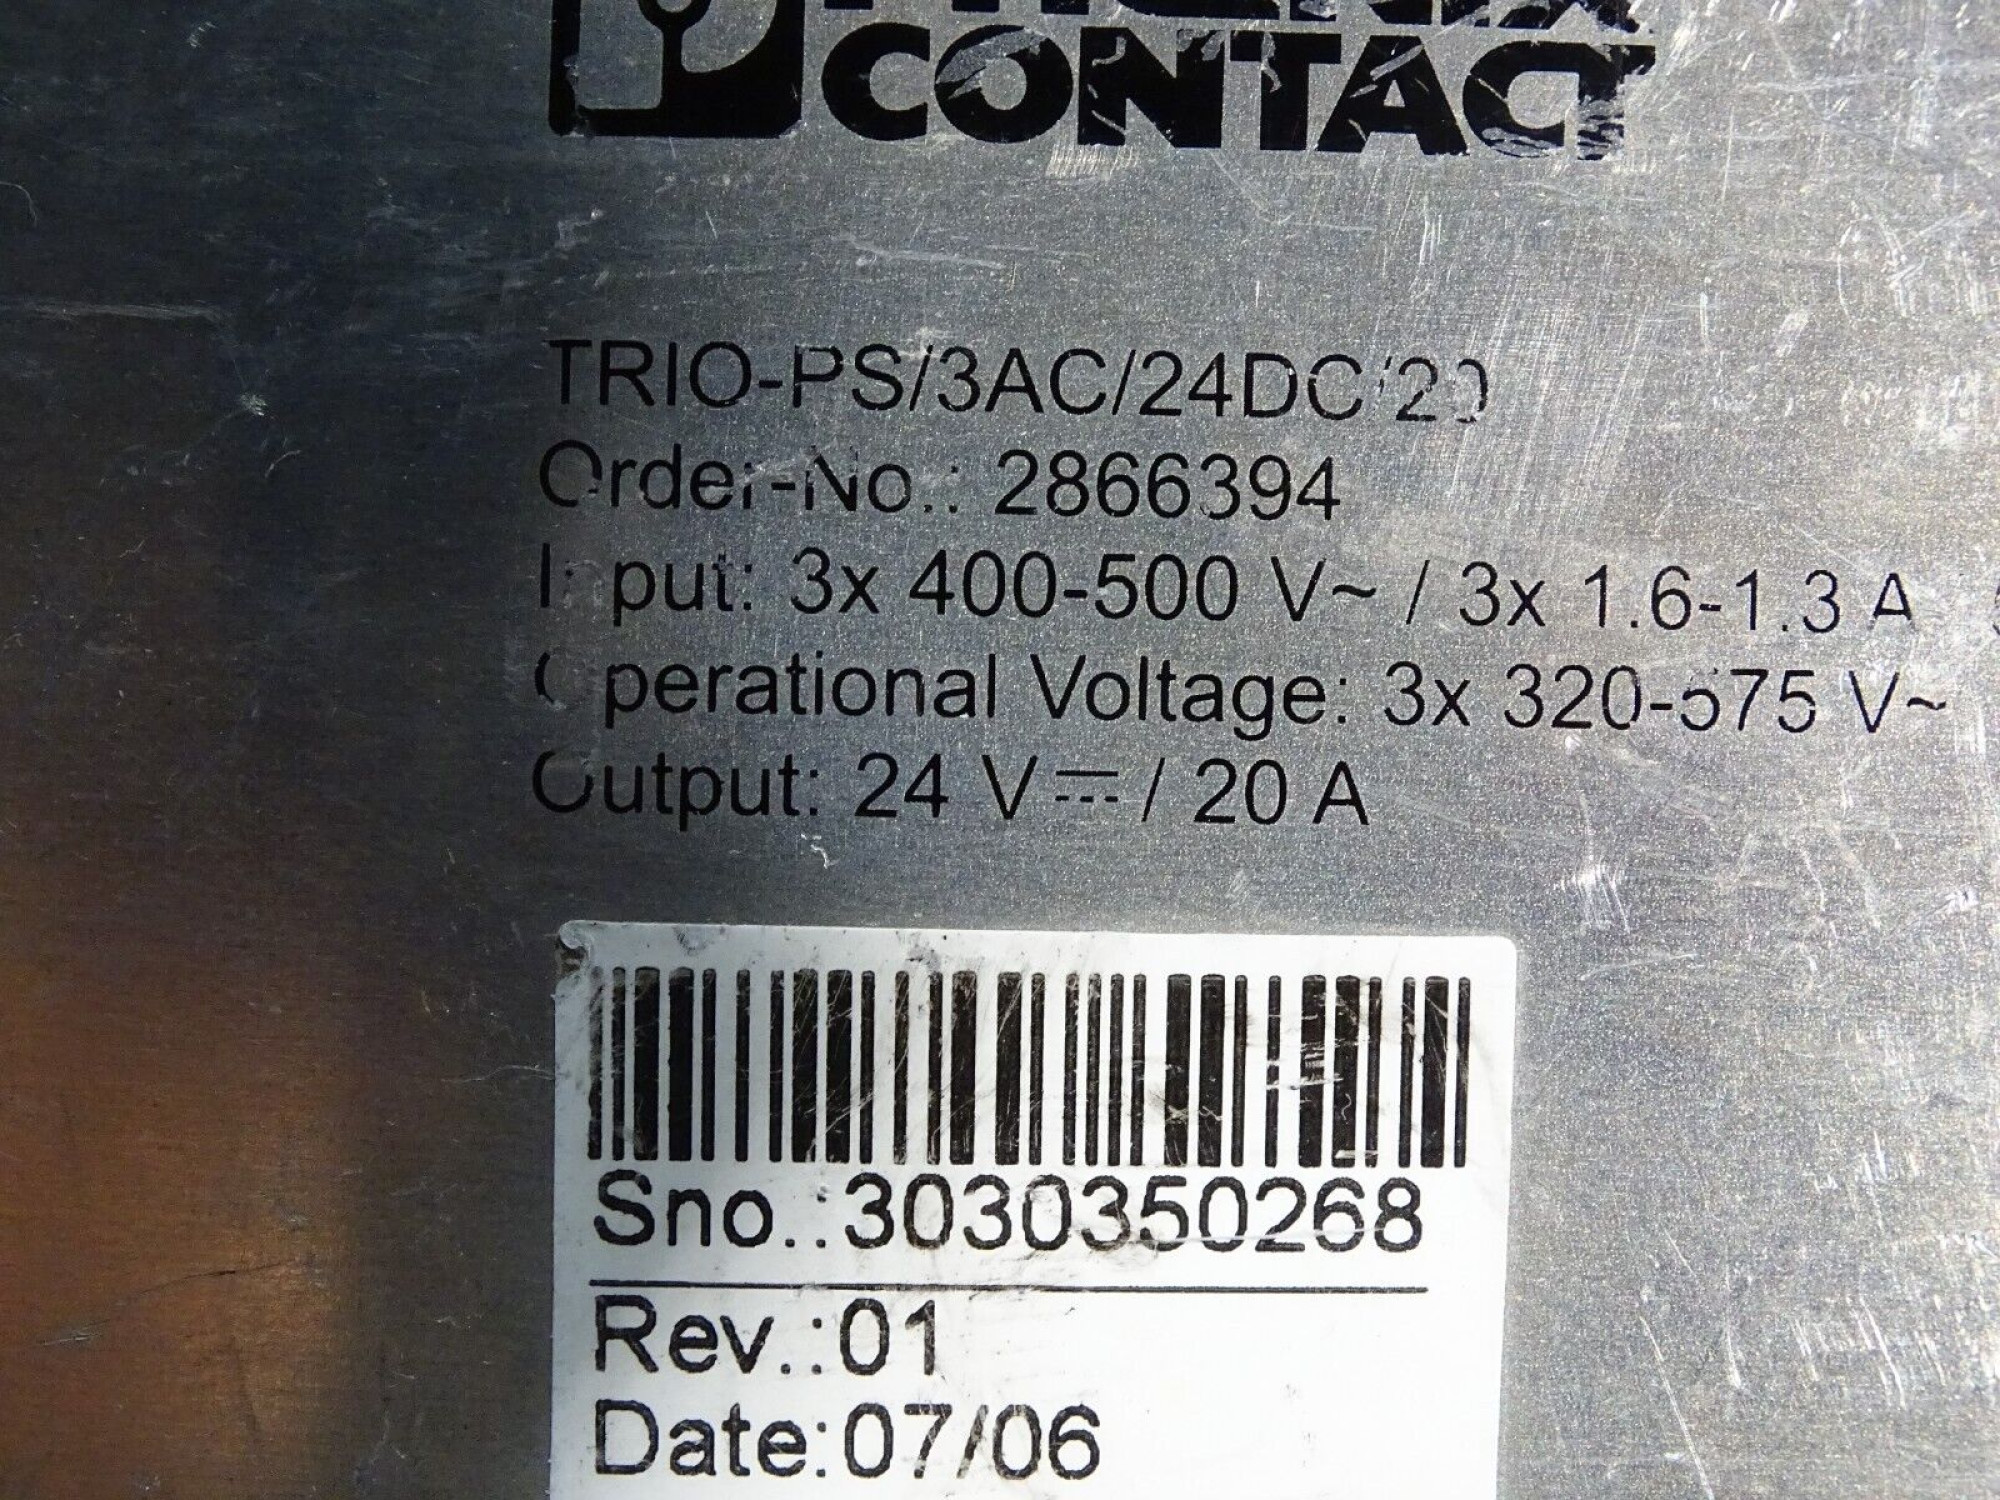 PHŒNIX
CONTACT
TRIO-PS/3AC/24DC/20
Order-No.: 2866394
Input: 3x 400-500 V~ / 3x 1.6-1.3 A
Operational Voltage: 3x 320-575 V~
Output: 24 V⎓ / 20 A
Sno.:3030350268
Rev.:01
Date:07/06